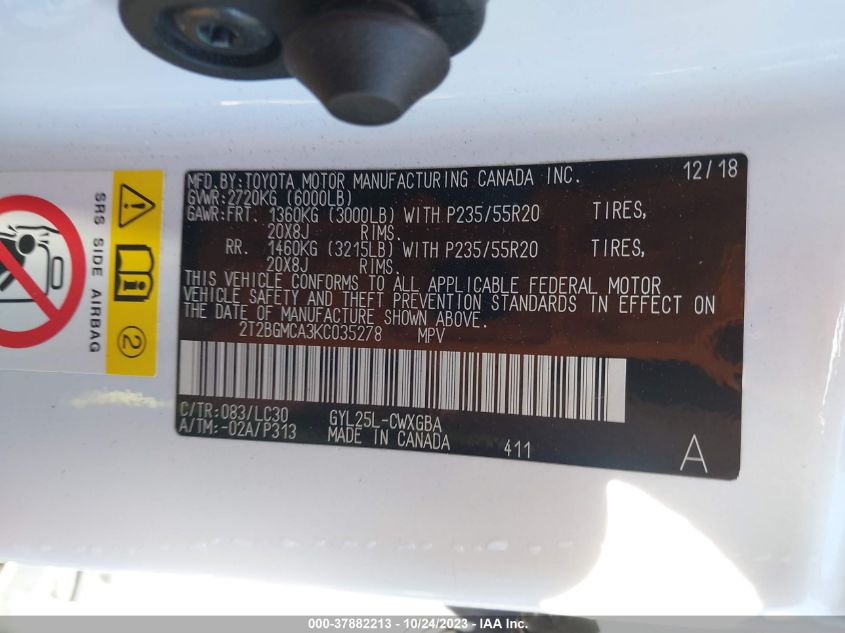 MFD.BY:TOYOTA MOTOR MANUFACTURING CANADA INC. 12/18
GVWR:2720KG (6000LB)
GAWR:FRT. 1360KG (3000LB) WITH P235/55R20 TIRES,
20X8J RIMS.
RR. 1460KG (3215LB) WITH P235/55R20 TIRES,
20X8J RIMS.
THIS VEHICLE CONFORMS TO ALL APPLICABLE FEDERAL MOTOR
VEHICLE SAFETY AND THEFT PREVENTION STANDARDS IN EFFECT ON
THE DATE OF MANUFACTURE SHOWN ABOVE.
2T2BGMCA3KC035278 MPV
C/TR:083/LC30 GYL25L-CWXGBA
A/TM:-02A/P313 MADE IN CANADA 411 A
SRS SIDE AIRBAG
2
000-37882213 - 10/24/2023 - IAA Inc.